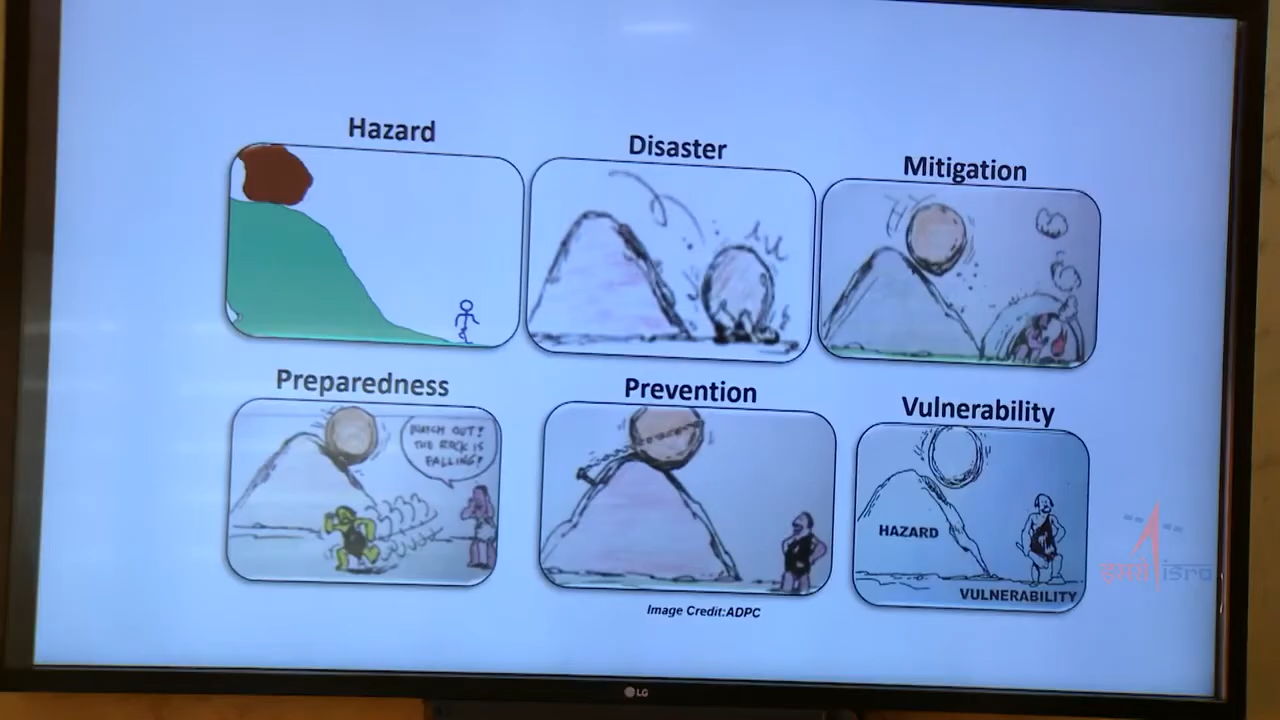 Hazard
Disaster
Mitigation
Preparedness
Prevention
Vulnerability
WATCH OUT!
THE ROCK IS
FALLING!
HAZARD
VULNERABILITY
Image Credit:ADPC
इसरो isro
LG